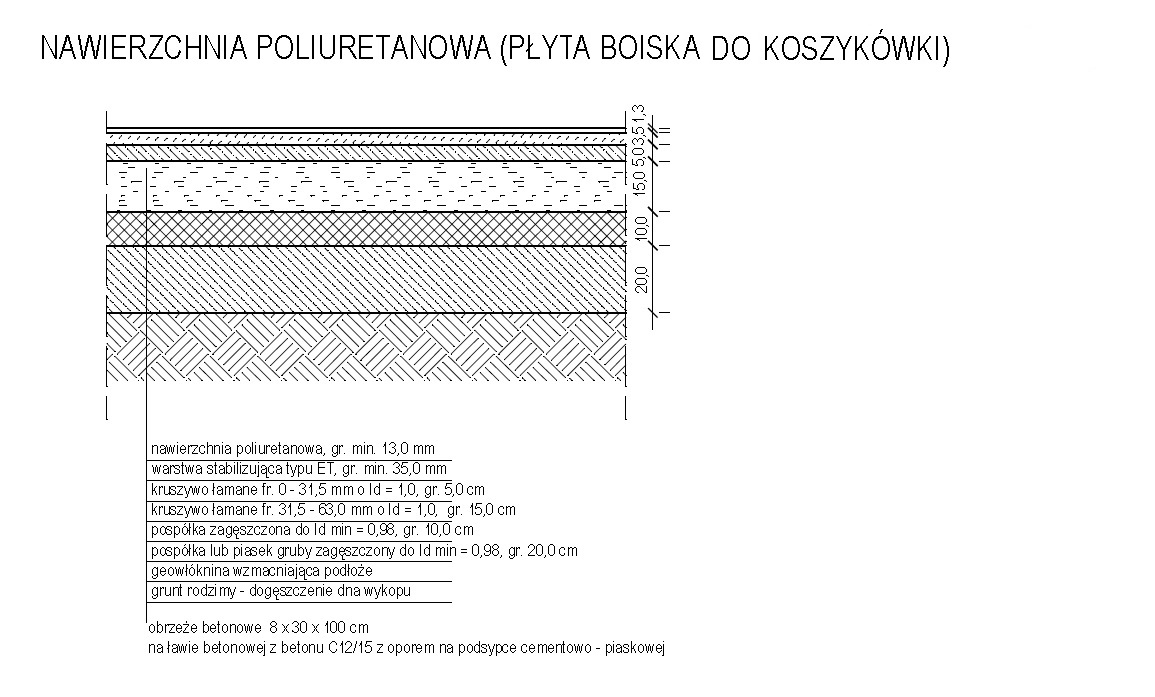 NAWIERZCHNIA POLIURETANOWA (PŁYTA BOISKA DO KOSZYKÓWKI)
1,3
3,5
5,0
15,0
10,0
20,0
nawierzchnia poliuretanowa, gr. min. 13,0 mm
warstwa stabilizująca typu ET, gr. min. 35,0 mm
kruszywo łamane fr. 0 - 31,5 mm o Id = 1,0, gr. 5,0 cm
kruszywo łamane fr. 31,5 - 63,0 mm o Id = 1,0, gr. 15,0 cm
pospółka zagęszczona do Id min = 0,98, gr. 10,0 cm
pospółka lub piasek gruby zagęszczony do Id min = 0,98, gr. 20,0 cm
geowłóknina wzmacniająca podłoże
grunt rodzimy - dogęszczenie dna wykopu
obrzeże betonowe 8 x 30 x 100 cm
na ławie betonowej z betonu C12/15 z oporem na podsypce cementowo - piaskowej